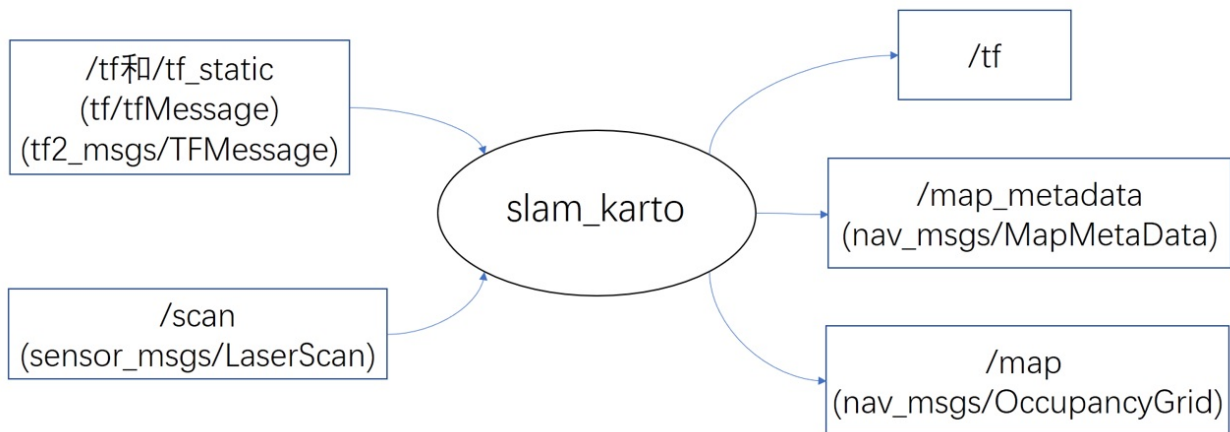 /tf和/tf_static
(tf/tfMessage)
(tf2_msgs/TFMessage)
/scan
(sensor_msgs/LaserScan)
slam_karto
/tf
/map_metadata
(nav_msgs/MapMetaData)
/map
(nav_msgs/OccupancyGrid)